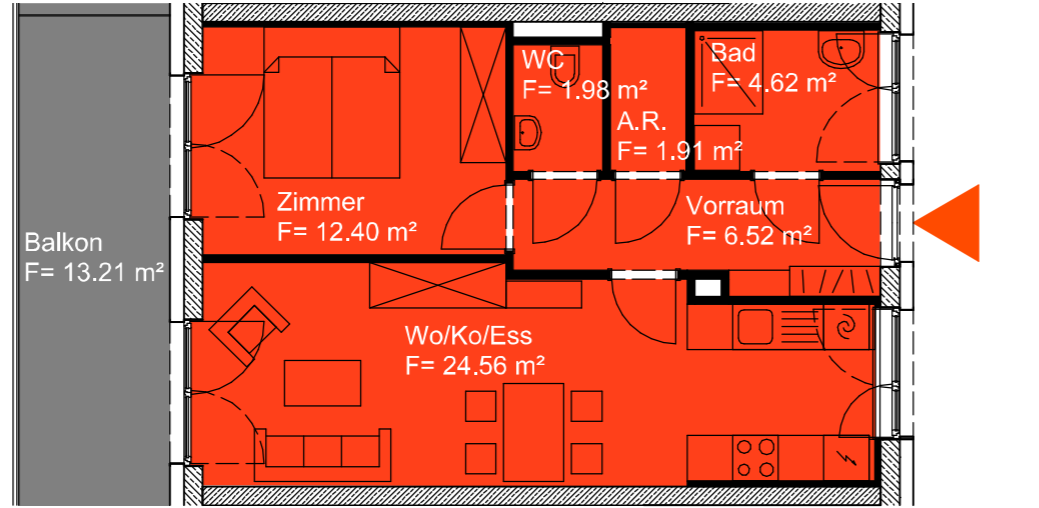 WC
F= 1.98 m²
A.R.
F= 1.91 m²
Bad
F= 4.62 m²
Zimmer
F= 12.40 m²
Vorraum
F= 6.52 m²
Balkon
F= 13.21 m²
Wo/Ko/Ess
F= 24.56 m²